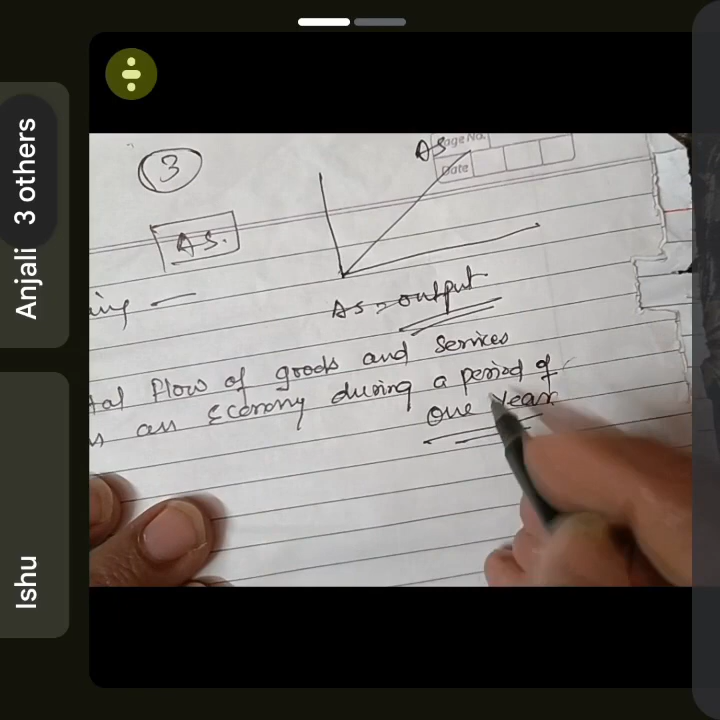 3
AS
Page No.
Date
AS.
AS = output
flow of goods and services
an Economy during a period of
one year
Anjali 3 others
Ishu